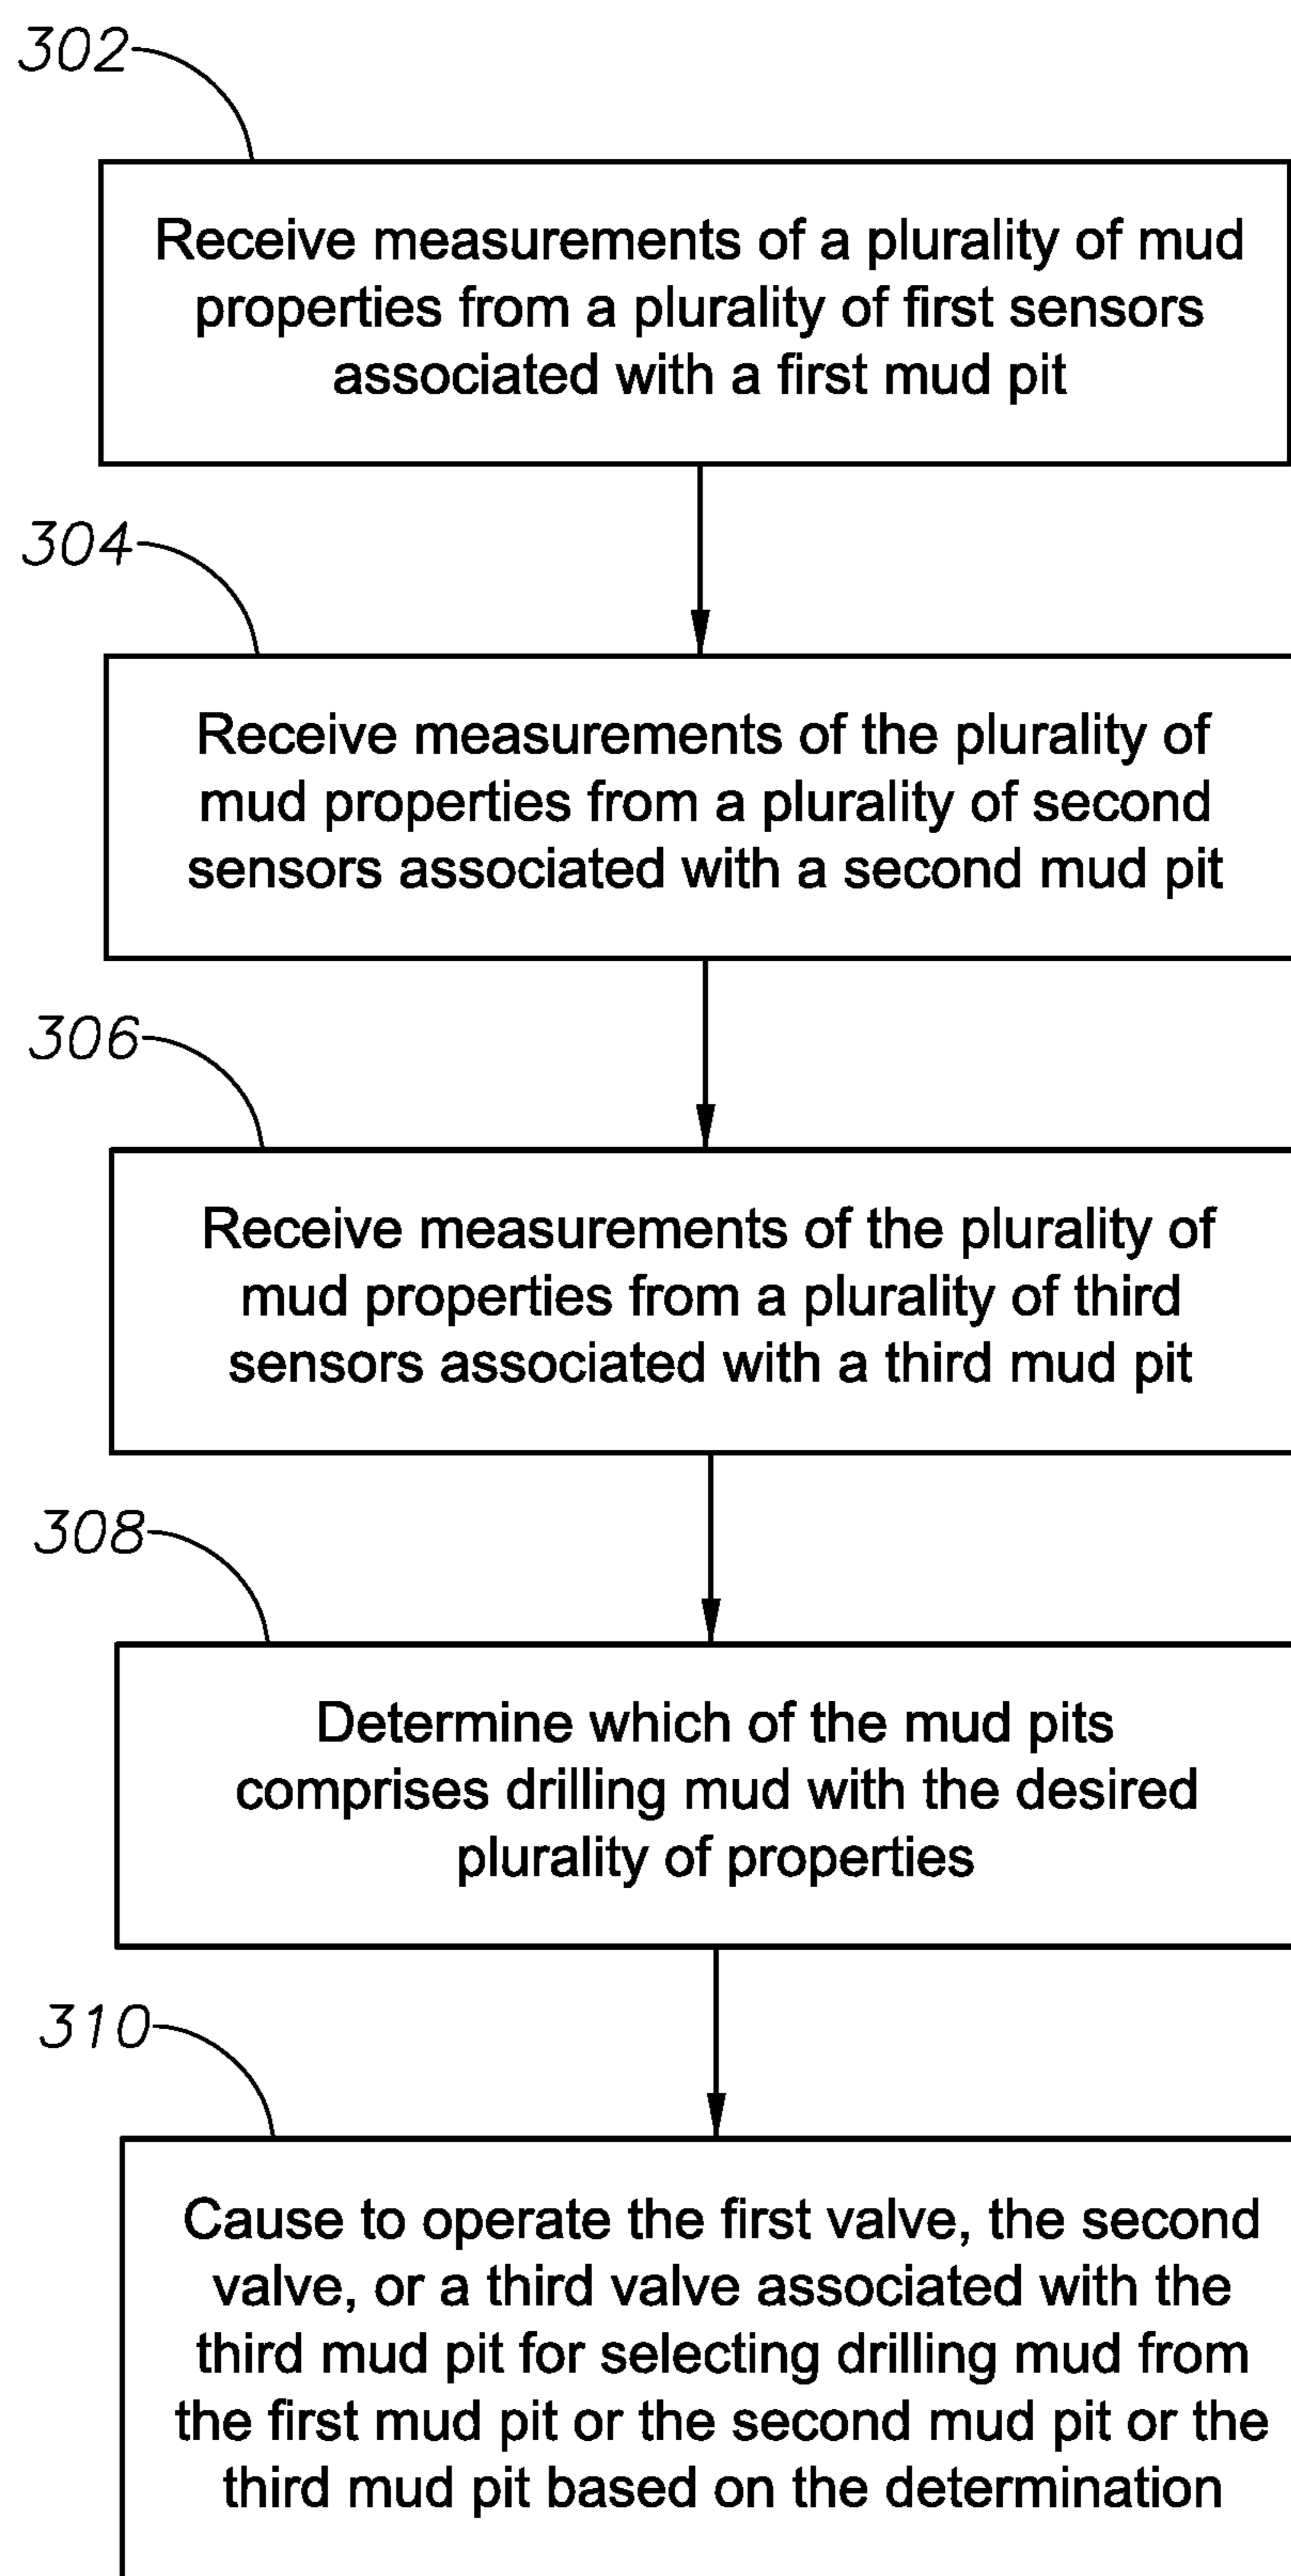 302
Receive measurements of a plurality of mud
properties from a plurality of first sensors
associated with a first mud pit
304
Receive measurements of the plurality of
mud properties from a plurality of second
sensors associated with a second mud pit
306
Receive measurements of the plurality of
mud properties from a plurality of third
sensors associated with a third mud pit
308
Determine which of the mud pits
comprises drilling mud with the desired
plurality of properties
310
Cause to operate the first valve, the second
valve, or a third valve associated with the
third mud pit for selecting drilling mud from
the first mud pit or the second mud pit or the
third mud pit based on the determination